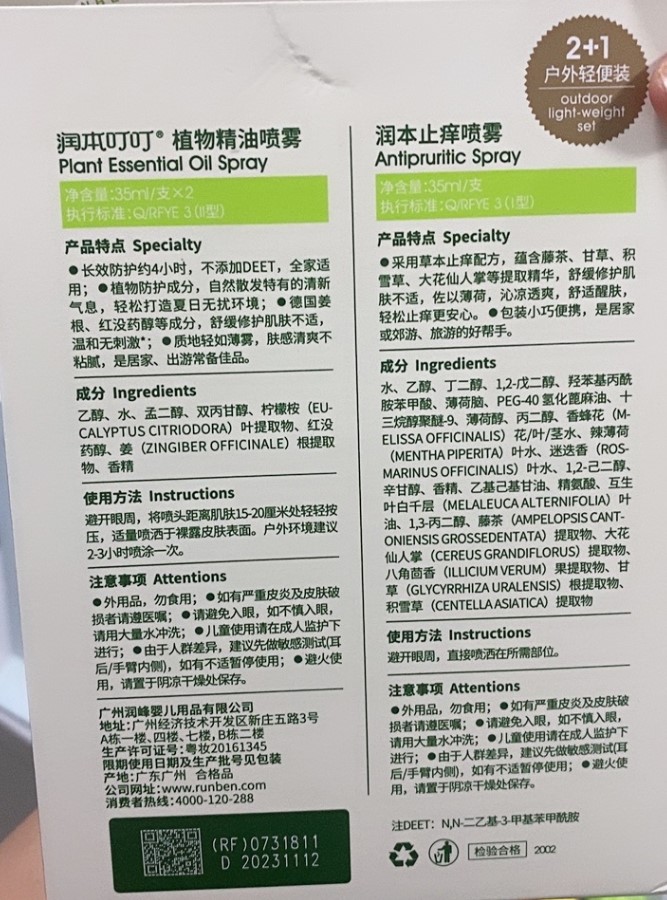 2+1
户外轻便装
outdoor
light-weight
set
润本叮叮® 植物精油喷雾
Plant Essential Oil Spray
净含量:35ml/支×2
执行标准:Q/RFYE 3(II型)
产品特点 Specialty
●长效防护约4小时，不添加DEET，全家适
用；●植物防护成分，自然散发特有的清新
气息，轻松打造夏日无扰环境；●德国姜
根、红没药醇等成分，舒缓修护肌肤不适，
温和无刺激*；●质地轻如薄雾，肤感清爽不
粘腻，是居家、出游常备佳品。
成分 Ingredients
乙醇、水、孟二醇、双丙甘醇、柠檬桉（EU-
CALYPTUS CITRIODORA）叶提取物、红没
药醇、姜（ZINGIBER OFFICINALE）根提取
物、香精
使用方法 Instructions
避开眼周，将喷头距离肌肤15-20厘米处轻轻按
压，适量喷洒于裸露皮肤表面。户外环境建议
2-3小时喷涂一次。
注意事项 Attentions
●外用品，勿食用；●如有严重皮炎及皮肤破
损者请遵医嘱；●请避免入眼，如不慎入眼，
请用大量水冲洗；●儿童使用请在成人监护下
进行；●由于人群差异，建议先做敏感测试(耳
后/手臂内侧)，如有不适暂停使用；●避火使
用，请置于阴凉干燥处保存。
广州润峰婴儿用品有限公司
地址:广州经济技术开发区新庄五路3号
A栋一楼、四楼、七楼,B栋二楼
生产许可证号:粤妆20161345
限期使用日期及生产批号见包装
产地:广东广州 合格品
公司网址:www.runben.com
消费者热线:4000-120-288
(RF)0731811
D 20231112
润本止痒喷雾
Antipruritic Spray
净含量:35ml/支
执行标准:Q/RFYE 3(I型)
产品特点 Specialty
●采用草本止痒配方，蕴含藤茶、甘草、积
雪草、大花仙人掌等提取精华，舒缓修护肌
肤不适，佐以薄荷，沁凉透爽，舒适醒肤，
轻松止痒更安心。●包装小巧便携，是居家
或郊游、旅游的好帮手。
成分 Ingredients
水、乙醇、丁二醇、1,2-戊二醇、羟苯基丙酰
胺苯甲酸、薄荷脑、PEG-40 氢化蓖麻油、十
三烷醇聚醚-9、薄荷醇、丙二醇、香蜂花（M-
ELISSA OFFICINALIS）花/叶/茎水、辣薄荷
（MENTHA PIPERITA）叶水、迷迭香（ROS-
MARINUS OFFICINALIS）叶水、1,2-己二醇、
辛甘醇、香精、乙基己基甘油、精氨酸、互生
叶白千层（MELALEUCA ALTERNIFOLIA）叶
油、1,3-丙二醇、藤茶（AMPELOPSIS CANT-
ONIENSIS GROSSEDENTATA）提取物、大花
仙人掌（CEREUS GRANDIFLORUS）提取物、
八角茴香（ILLICIUM VERUM）果提取物、甘
草（GLYCYRRHIZA URALENSIS）根提取物、
积雪草（CENTELLA ASIATICA）提取物
使用方法 Instructions
避开眼周，直接喷洒在所需部位。
注意事项 Attentions
●外用品，勿食用；●如有严重皮炎及皮肤破
损者请遵医嘱；●请避免入眼，如不慎入眼，
请用大量水冲洗；●儿童使用请在成人监护下
进行；●由于人群差异，建议先做敏感测试(耳
后/手臂内侧)，如有不适暂停使用；●避火使
用，请置于阴凉干燥处保存。
注DEET：N,N-二乙基-3-甲基苯甲酰胺
检验合格 2002